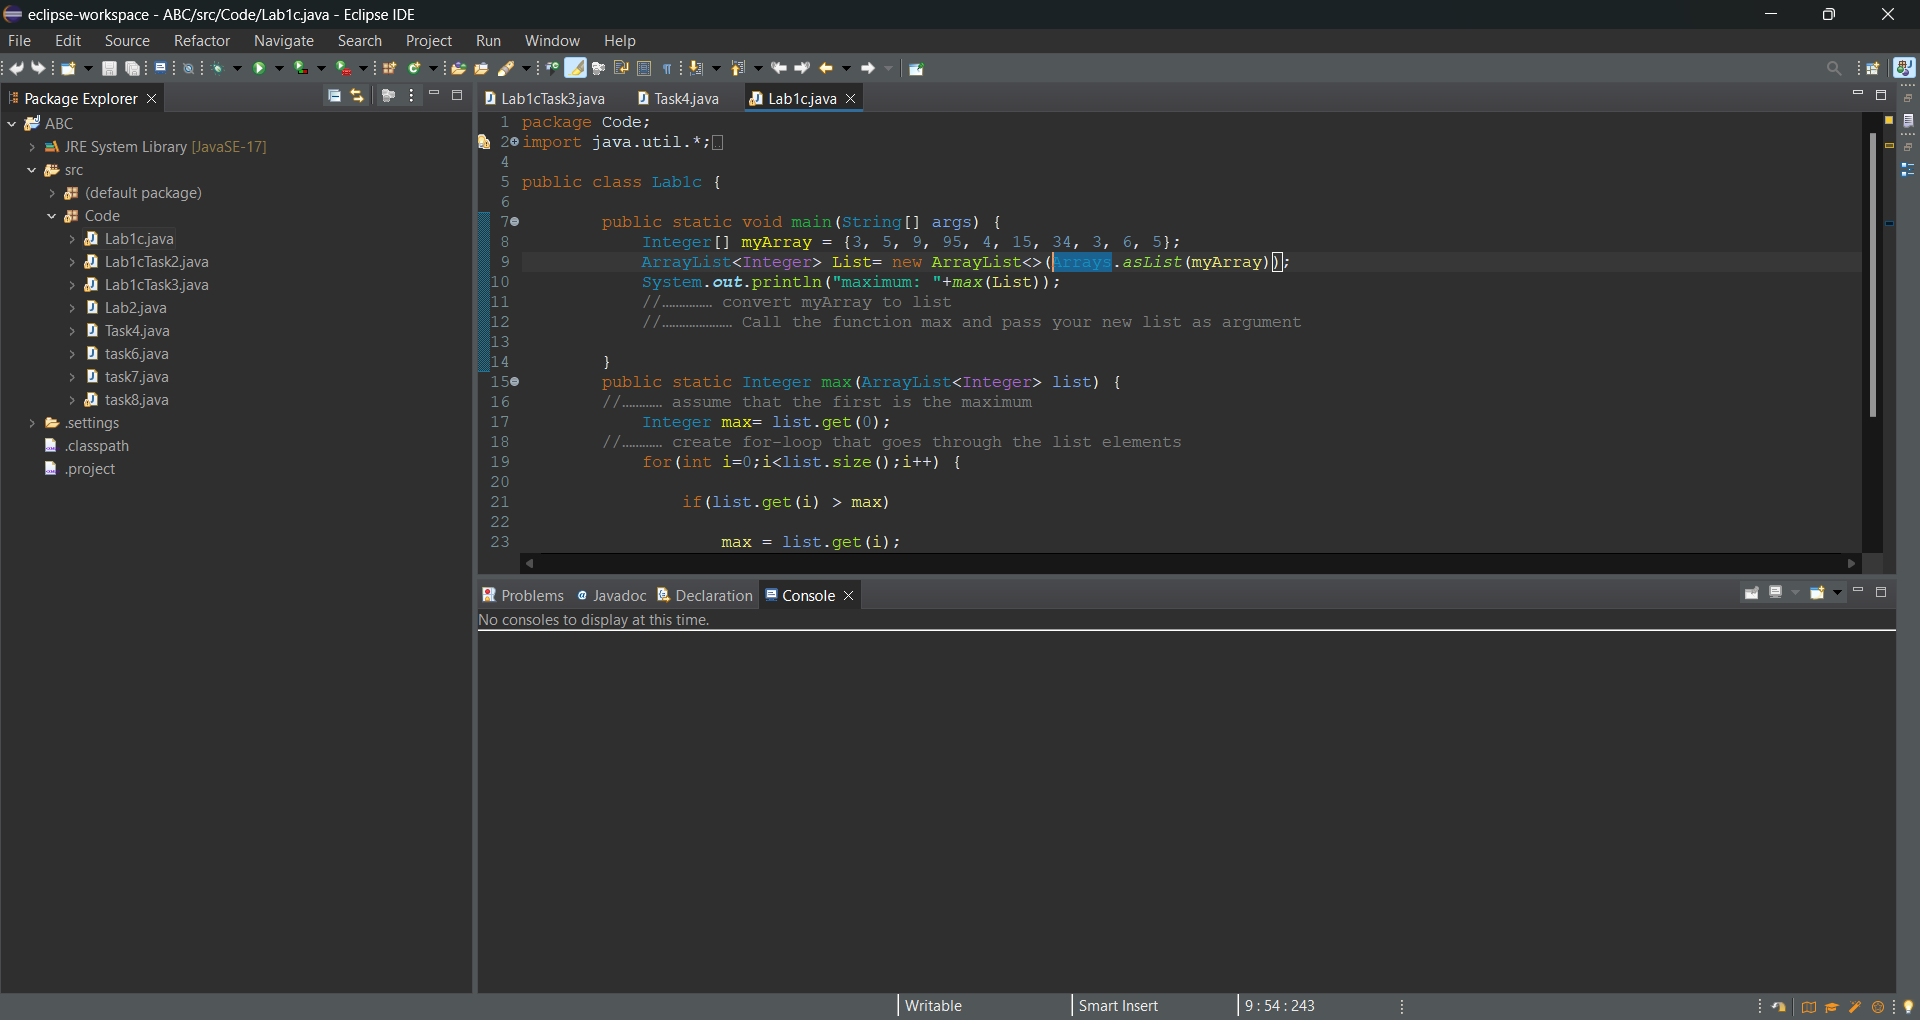 eclipse-workspace - ABC/src/Code/Lab1c.java - Eclipse IDE
File Edit Source Refactor Navigate Search Project Run Window Help
Package Explorer
ABC
JRE System Library [JavaSE-17]
src
(default package)
Code
Lab1c.java
Lab1cTask2.java
Lab1cTask3.java
Lab2.java
Task4.java
task6.java
task7.java
task8.java
.settings
.classpath
.project
Lab1cTask3.java Task4.java Lab1c.java
1 package Code;
2 import java.util.*;
4
5 public class Lab1c {
6
7 public static void main(String[] args) {
8 Integer[] myArray = {3, 5, 9, 95, 4, 15, 34, 3, 6, 5};
9 ArrayList<Integer> List= new ArrayList<>(Arrays.asList(myArray));
10 System.out.println("maximum: "+max(List));
11 //………… convert myArray to list
12 //……………… Call the function max and pass your new list as argument
13
14 }
15 public static Integer max(ArrayList<Integer> list) {
16 //……… assume that the first is the maximum
17 Integer max= list.get(0);
18 //……… create for-loop that goes through the list elements
19 for(int i=0;i<list.size();i++) {
20
21 if(list.get(i) > max)
22
23 max = list.get(i);
Problems Javadoc Declaration Console
No consoles to display at this time.
Writable Smart Insert 9 : 54 : 243